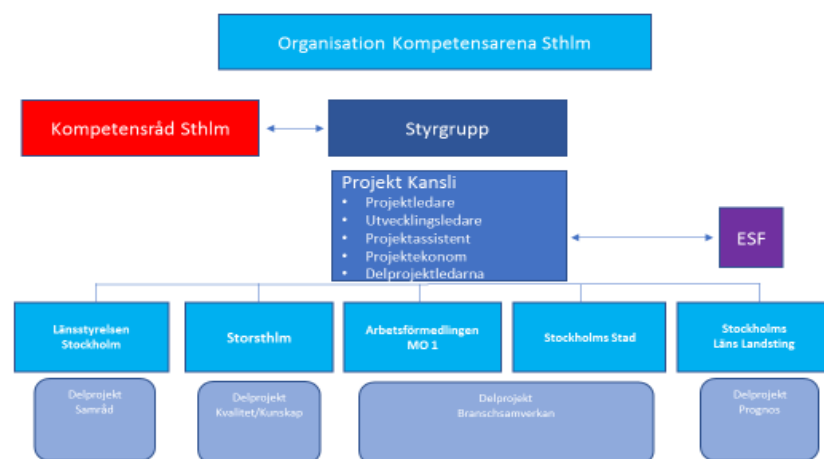 Organisation Kompetensarena Sthlm
Kompetensråd Sthlm
Styrgrupp
Projekt Kansli
• Projektledare
• Utvecklingsledare
• Projektassistent
• Projektekonom
• Delprojektledarna
ESF
Länsstyrelsen
Stockholm
Storsthlm
Arbetsförmedlingen
MO 1
Stockholms Stad
Stockholms
Läns Landsting
Delprojekt
Samråd
Delprojekt
Kvalitet/Kunskap
Delprojekt
Branschsamverkan
Delprojekt
Prognos